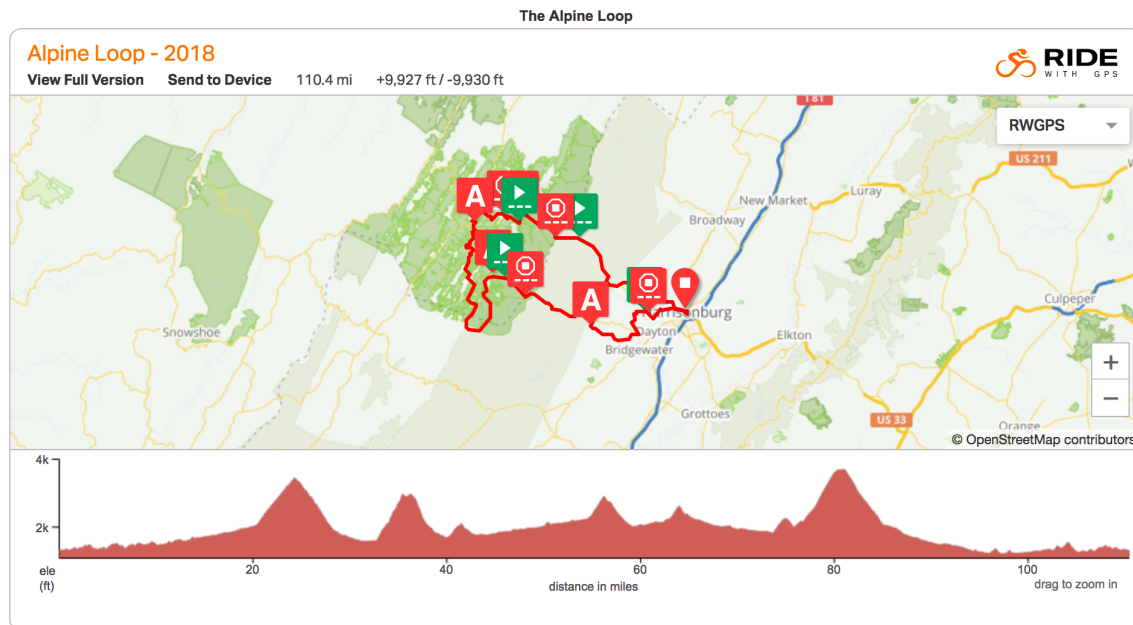 The Alpine Loop
Alpine Loop - 2018
View Full Version Send to Device 110.4 mi +9,927 ft / -9,930 ft
RIDE
WITH GPS
RWGPS
I 81
US 211
Luray
New Market
Broadway
A
A
Culpeper
Snowshoe
Dayton
Elkton
Bridgewater
+
−
Grottoes
US 33
Orange
© OpenStreetMap contributors
4k
2k
ele
(ft)
20 40 60 80 100
distance in miles
drag to zoom in